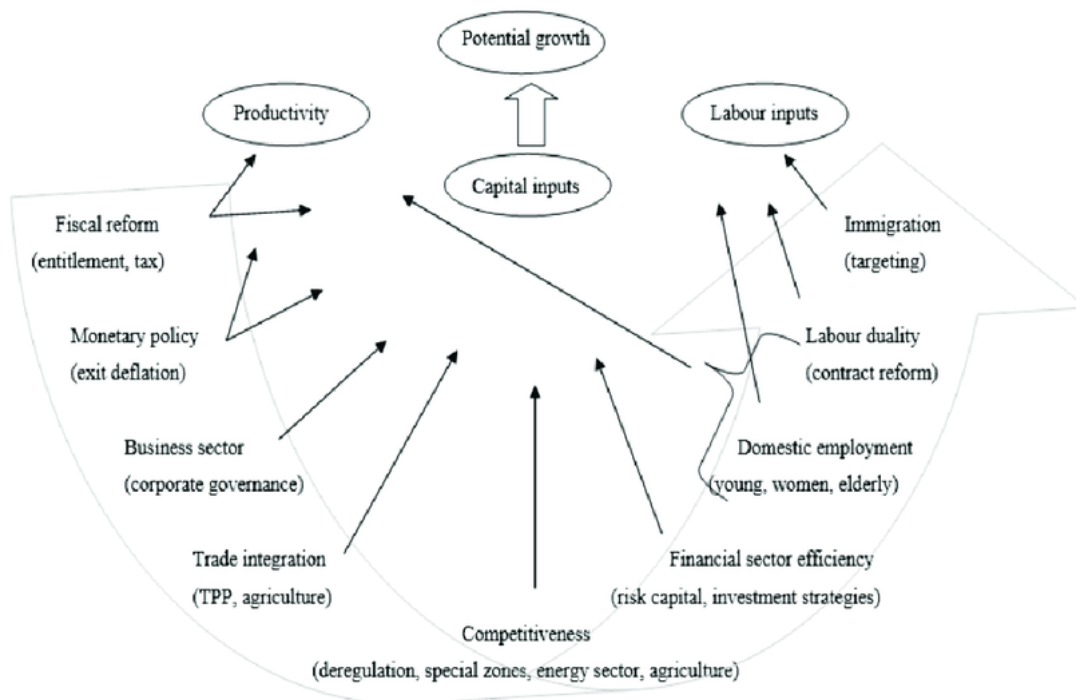 Potential growth
Productivity
Labour inputs
Capital inputs
Fiscal reform
(entitlement, tax)
Immigration
(targeting)
Monetary policy
(exit deflation)
Labour duality
(contract reform)
Business sector
(corporate governance)
Domestic employment
(young, women, elderly)
Trade integration
(TPP, agriculture)
Financial sector efficiency
(risk capital, investment strategies)
Competitiveness
(deregulation, special zones, energy sector, agriculture)